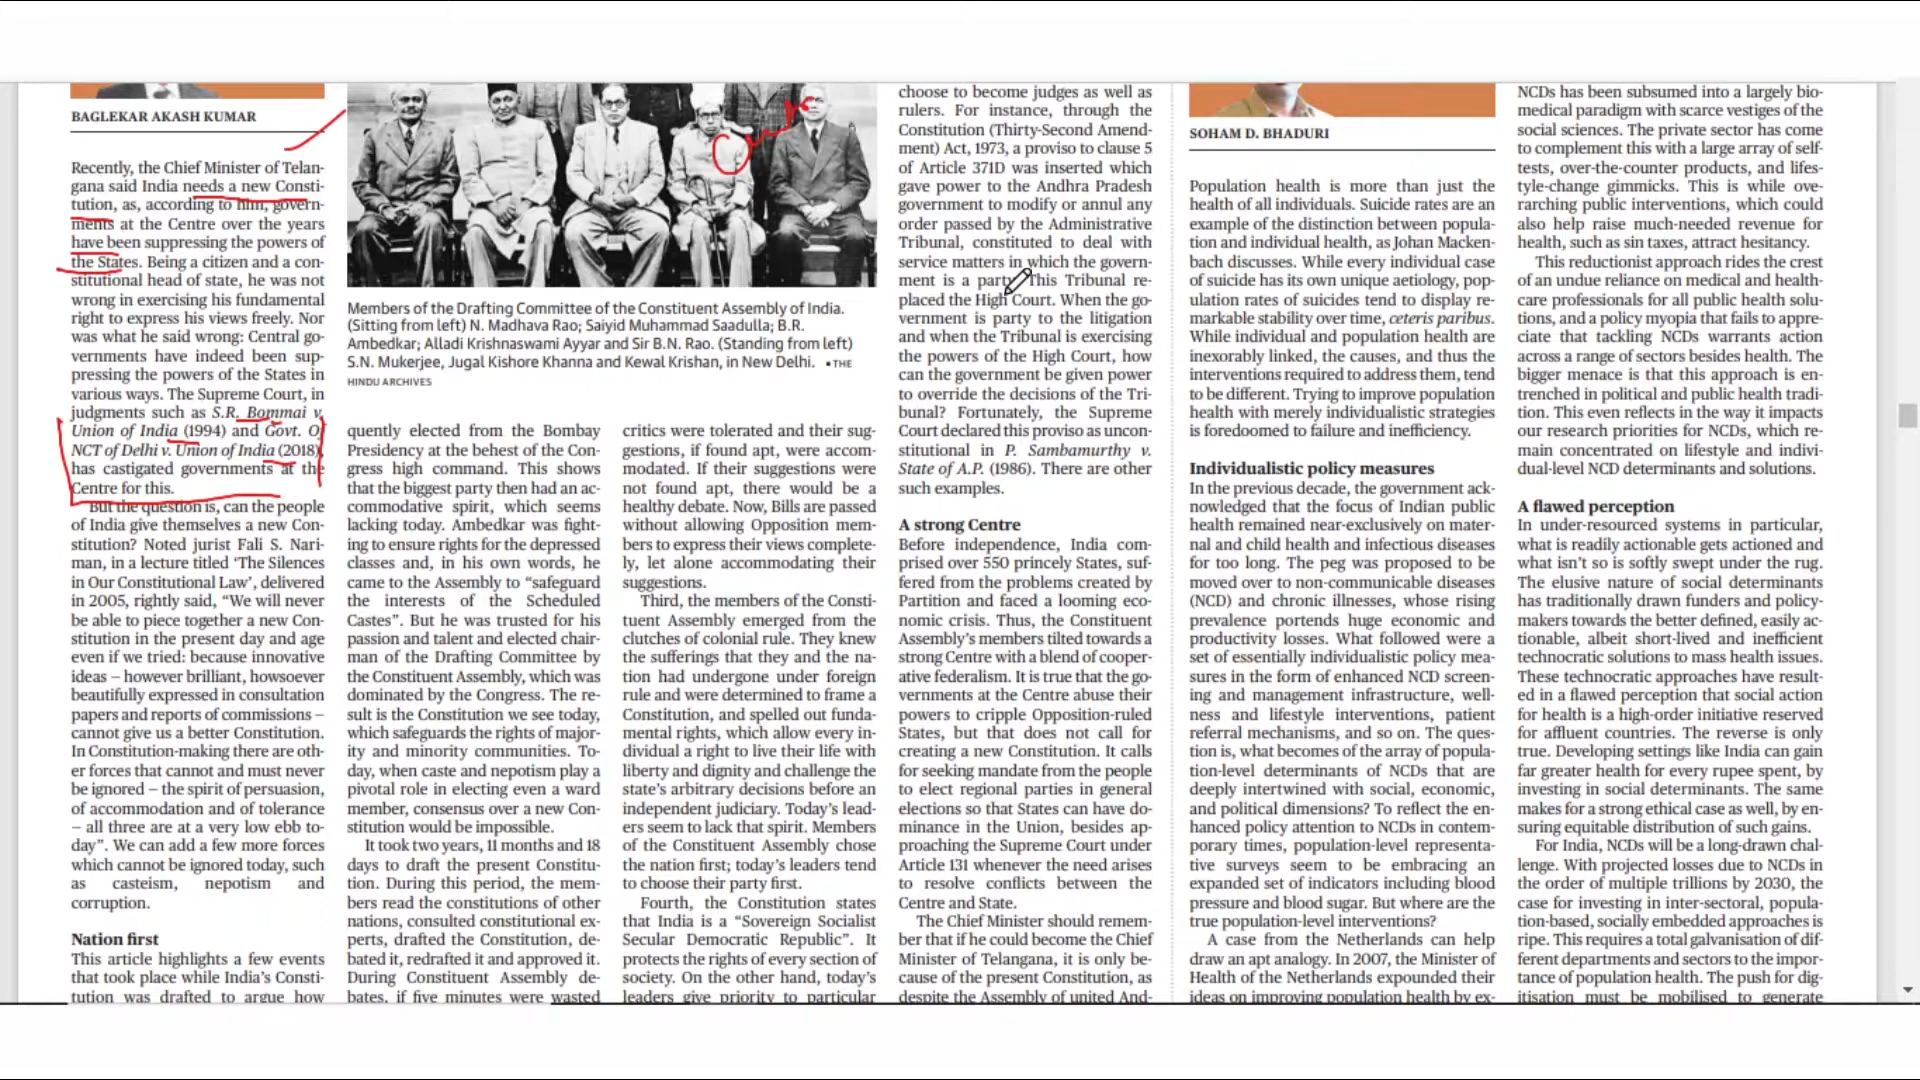 BAGLEKAR AKASH KUMAR
Recently, the Chief Minister of Telan-
gana said India needs a new Consti-
tution, as, according to him, govern-
ments at the Centre over the years
have been suppressing the powers of
the States. Being a citizen and a con-
stitutional head of state, he was not
wrong in exercising his fundamental
right to express his views freely. Nor
was what he said wrong: Central go-
vernments have indeed been sup-
pressing the powers of the States in
various ways. The Supreme Court, in
judgments such as S.R. Bommai v.
Union of India (1994) and Govt. O
NCT of Delhi v. Union of India (2018)
has castigated governments at the
Centre for this.
But the question is, can the people
of India give themselves a new Con-
stitution? Noted jurist Fali S. Nari-
man, in a lecture titled ‘The Silences
in Our Constitutional Law’, delivered
in 2005, rightly said, “We will never
be able to piece together a new Con-
stitution in the present day and age
even if we tried: because innovative
ideas – however brilliant, howsoever
beautifully expressed in consultation
papers and reports of commissions –
cannot give us a better Constitution.
In Constitution-making there are oth-
er forces that cannot and must never
be ignored – the spirit of persuasion,
of accommodation and of tolerance
– all three are at a very low ebb to-
day”. We can add a few more forces
which cannot be ignored today, such
as casteism, nepotism and
corruption.
Nation first
This article highlights a few events
that took place while India’s Consti-
tution was drafted to argue how
Members of the Drafting Committee of the Constituent Assembly of India.
(Sitting from left) N. Madhava Rao; Saiyid Muhammad Saadulla; B.R.
Ambedkar; Alladi Krishnaswami Ayyar and Sir B.N. Rao. (Standing from left)
S.N. Mukerjee, Jugal Kishore Khanna and Kewal Krishan, in New Delhi. • THE
HINDU ARCHIVES
quently elected from the Bombay
Presidency at the behest of the Con-
gress high command. This shows
that the biggest party then had an ac-
commodative spirit, which seems
lacking today. Ambedkar was fight-
ing to ensure rights for the depressed
classes and, in his own words, he
came to the Assembly to “safeguard
the interests of the Scheduled
Castes”. But he was trusted for his
passion and talent and elected chair-
man of the Drafting Committee by
the Constituent Assembly, which was
dominated by the Congress. The re-
sult is the Constitution we see today,
which safeguards the rights of major-
ity and minority communities. To-
day, when caste and nepotism play a
pivotal role in electing even a ward
member, consensus over a new Con-
stitution would be impossible.
It took two years, 11 months and 18
days to draft the present Constitu-
tion. During this period, the mem-
bers read the constitutions of other
nations, consulted constitutional ex-
perts, drafted the Constitution, de-
bated it, redrafted it and approved it.
During Constituent Assembly de-
bates, if five minutes were wasted
critics were tolerated and their sug-
gestions, if found apt, were accom-
modated. If their suggestions were
not found apt, there would be a
healthy debate. Now, Bills are passed
without allowing Opposition mem-
bers to express their views complete-
ly, let alone accommodating their
suggestions.
Third, the members of the Consti-
tuent Assembly emerged from the
clutches of colonial rule. They knew
the sufferings that they and the na-
tion had undergone under foreign
rule and were determined to frame a
Constitution, and spelled out funda-
mental rights, which allow every in-
dividual a right to live their life with
liberty and dignity and challenge the
state’s arbitrary decisions before an
independent judiciary. Today’s lead-
ers seem to lack that spirit. Members
of the Constituent Assembly chose
the nation first; today’s leaders tend
to choose their party first.
Fourth, the Constitution states
that India is a “Sovereign Socialist
Secular Democratic Republic”. It
protects the rights of every section of
society. On the other hand, today’s
leaders give priority to particular
choose to become judges as well as
rulers. For instance, through the
Constitution (Thirty-Second Amend-
ment) Act, 1973, a proviso to clause 5
of Article 371D was inserted which
gave power to the Andhra Pradesh
government to modify or annul any
order passed by the Administrative
Tribunal, constituted to deal with
service matters in which the govern-
ment is a party. This Tribunal re-
placed the High Court. When the go-
vernment is party to the litigation
and when the Tribunal is exercising
the powers of the High Court, how
can the government be given power
to override the decisions of the Tri-
bunal? Fortunately, the Supreme
Court declared this proviso as uncon-
stitutional in P. Sambamurthy v.
State of A.P. (1986). There are other
such examples.
A strong Centre
Before independence, India com-
prised over 550 princely States, suf-
fered from the problems created by
Partition and faced a looming eco-
nomic crisis. Thus, the Constituent
Assembly’s members tilted towards a
strong Centre with a blend of cooper-
ative federalism. It is true that the go-
vernments at the Centre abuse their
powers to cripple Opposition-ruled
States, but that does not call for
creating a new Constitution. It calls
for seeking mandate from the people
to elect regional parties in general
elections so that States can have do-
minance in the Union, besides ap-
proaching the Supreme Court under
Article 131 whenever the need arises
to resolve conflicts between the
Centre and State.
The Chief Minister should remem-
ber that if he could become the Chief
Minister of Telangana, it is only be-
cause of the present Constitution, as
despite the Assembly of united And-
SOHAM D. BHADURI
Population health is more than just the
health of all individuals. Suicide rates are an
example of the distinction between popula-
tion and individual health, as Johan Macken-
bach discusses. While every individual case
of suicide has its own unique aetiology, pop-
ulation rates of suicides tend to display re-
markable stability over time, ceteris paribus.
While individual and population health are
inexorably linked, the causes, and thus the
interventions required to address them, tend
to be different. Trying to improve population
health with merely individualistic strategies
is foredoomed to failure and inefficiency.
Individualistic policy measures
In the previous decade, the government ack-
nowledged that the focus of Indian public
health remained near-exclusively on mater-
nal and child health and infectious diseases
for too long. The peg was proposed to be
moved over to non-communicable diseases
(NCD) and chronic illnesses, whose rising
prevalence portends huge economic and
productivity losses. What followed were a
set of essentially individualistic policy mea-
sures in the form of enhanced NCD screen-
ing and management infrastructure, well-
ness and lifestyle interventions, patient
referral mechanisms, and so on. The ques-
tion is, what becomes of the array of popula-
tion-level determinants of NCDs that are
deeply intertwined with social, economic,
and political dimensions? To reflect the en-
hanced policy attention to NCDs in contem-
porary times, population-level representa-
tive surveys seem to be embracing an
expanded set of indicators including blood
pressure and blood sugar. But where are the
true population-level interventions?
A case from the Netherlands can help
draw an apt analogy. In 2007, the Minister of
Health of the Netherlands expounded their
ideas on improving population health by ex-
NCDs has been subsumed into a largely bio-
medical paradigm with scarce vestiges of the
social sciences. The private sector has come
to complement this with a large array of self-
tests, over-the-counter products, and lifes-
tyle-change gimmicks. This is while ove-
rarching public interventions, which could
also help raise much-needed revenue for
health, such as sin taxes, attract hesitancy.
This reductionist approach rides the crest
of an undue reliance on medical and health-
care professionals for all public health solu-
tions, and a policy myopia that fails to appre-
ciate that tackling NCDs warrants action
across a range of sectors besides health. The
bigger menace is that this approach is en-
trenched in political and public health tradi-
tion. This even reflects in the way it impacts
our research priorities for NCDs, which re-
main concentrated on lifestyle and indivi-
dual-level NCD determinants and solutions.
A flawed perception
In under-resourced systems in particular,
what is readily actionable gets actioned and
what isn’t so is softly swept under the rug.
The elusive nature of social determinants
has traditionally drawn funders and policy-
makers towards the better defined, easily ac-
tionable, albeit short-lived and inefficient
technocratic solutions to mass health issues.
These technocratic approaches have result-
ed in a flawed perception that social action
for health is a high-order initiative reserved
for affluent countries. The reverse is only
true. Developing settings like India can gain
far greater health for every rupee spent, by
investing in social determinants. The same
makes for a strong ethical case as well, by en-
suring equitable distribution of such gains.
For India, NCDs will be a long-drawn chal-
lenge. With projected losses due to NCDs in
the order of multiple trillions by 2030, the
case for investing in inter-sectoral, popula-
tion-based, socially embedded approaches is
ripe. This requires a total galvanisation of dif-
ferent departments and sectors to the impor-
tance of population health. The push for dig-
itisation must be mobilised to generate